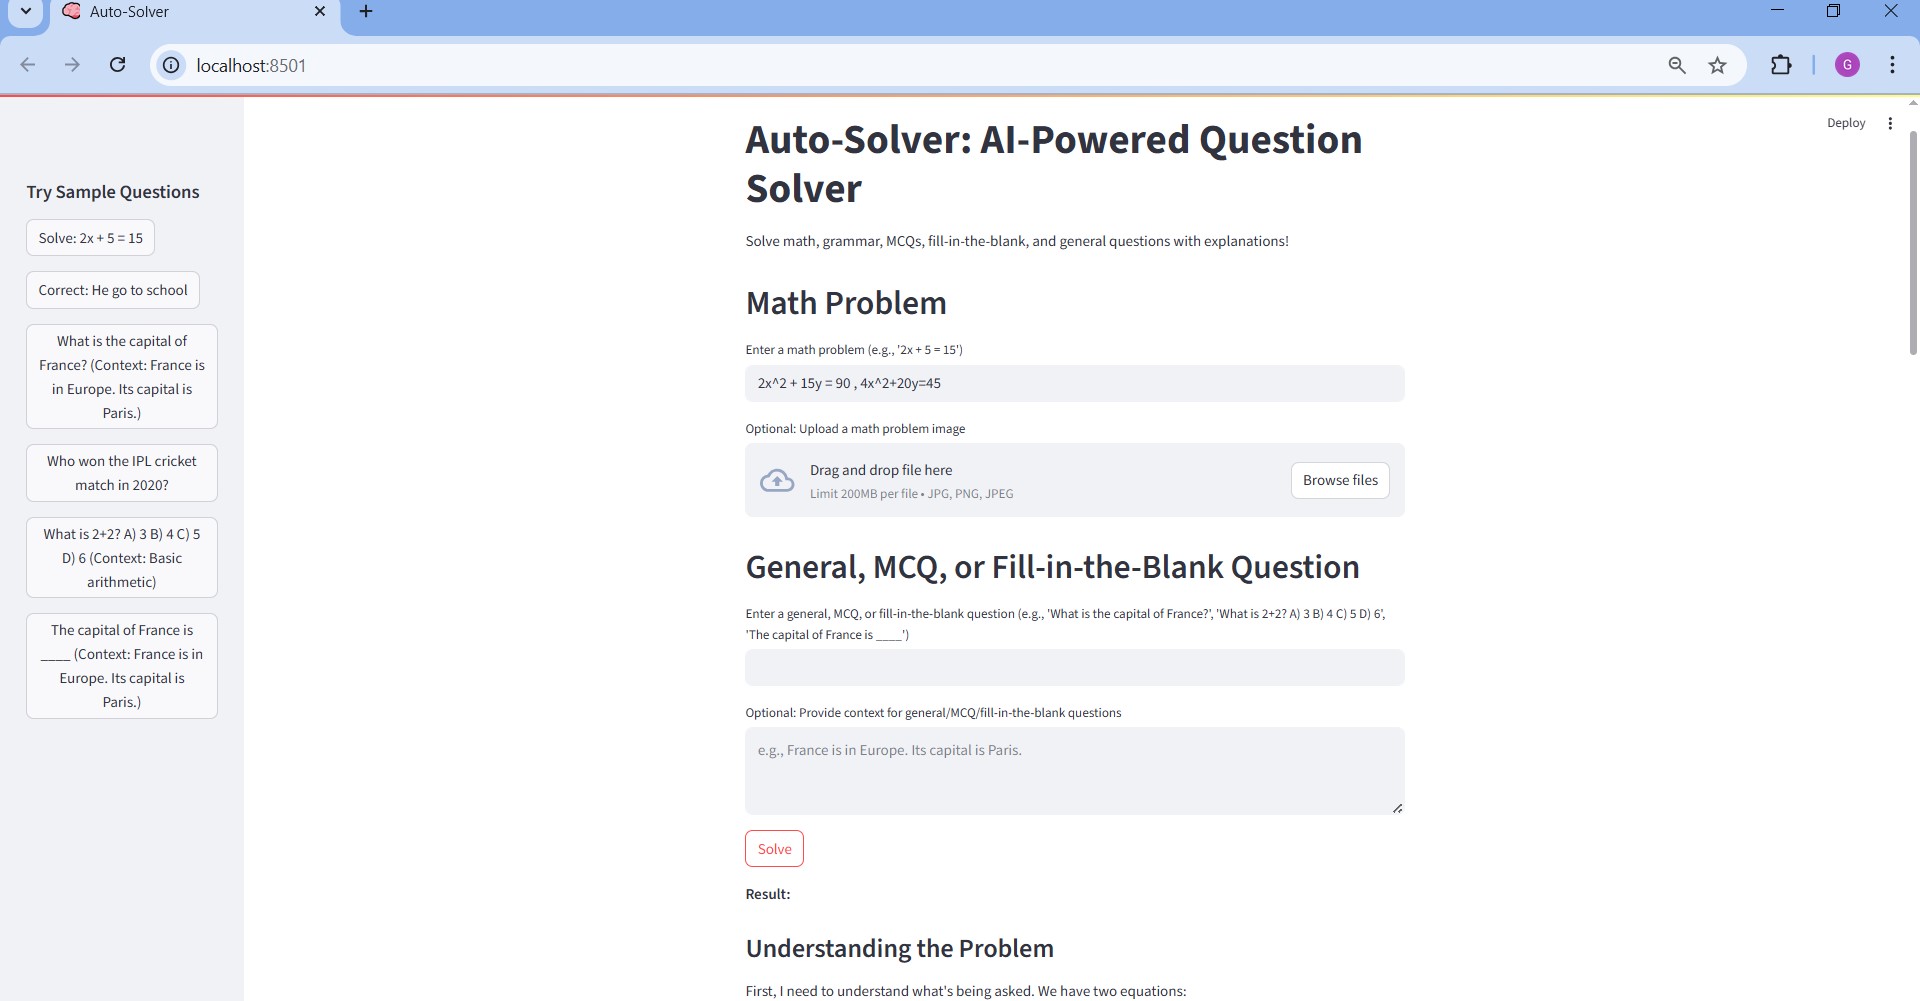 Auto-Solver
localhost:8501
G
Deploy
Try Sample Questions
Solve: 2x + 5 = 15
Correct: He go to school
What is the capital of
France? (Context: France is
in Europe. Its capital is
Paris.)
Who won the IPL cricket
match in 2020?
What is 2+2? A) 3 B) 4 C) 5
D) 6 (Context: Basic
arithmetic)
The capital of France is
____ (Context: France is in
Europe. Its capital is
Paris.)
Auto-Solver: AI-Powered Question
Solver
Solve math, grammar, MCQs, fill-in-the-blank, and general questions with explanations!
Math Problem
Enter a math problem (e.g., '2x + 5 = 15')
2x^2 + 15y = 90 , 4x^2+20y=45
Optional: Upload a math problem image
Drag and drop file here
Limit 200MB per file • JPG, PNG, JPEG
Browse files
General, MCQ, or Fill-in-the-Blank Question
Enter a general, MCQ, or fill-in-the-blank question (e.g., 'What is the capital of France?', 'What is 2+2? A) 3 B) 4 C) 5 D) 6',
'The capital of France is ____')
Optional: Provide context for general/MCQ/fill-in-the-blank questions
e.g., France is in Europe. Its capital is Paris.
Solve
Result:
Understanding the Problem
First, I need to understand what's being asked. We have two equations: